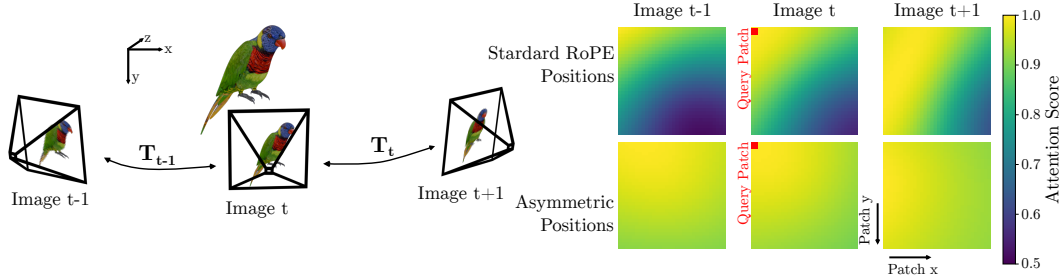 z
x
y
Image t-1
T_{t-1}
Image t
T_t
Image t+1
Image t-1
Image t
Image t+1
Stardard RoPE
Positions
Query Patch
Asymmetric
Positions
Query Patch
Patch y
Patch x
1.0
0.9
0.8
0.7
0.6
0.5
Attention Score